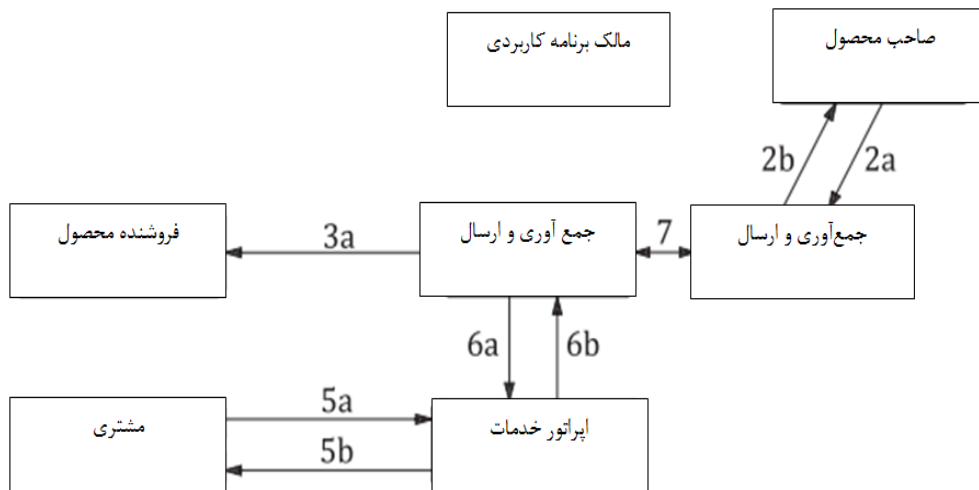 صاحب محصول
مالک برنامه کاربردی
2b
2a
جمع‌آوری و ارسال
7
جمع آوری و ارسال
3a
فروشنده محصول
6a
6b
اپراتور خدمات
5a
5b
مشتری